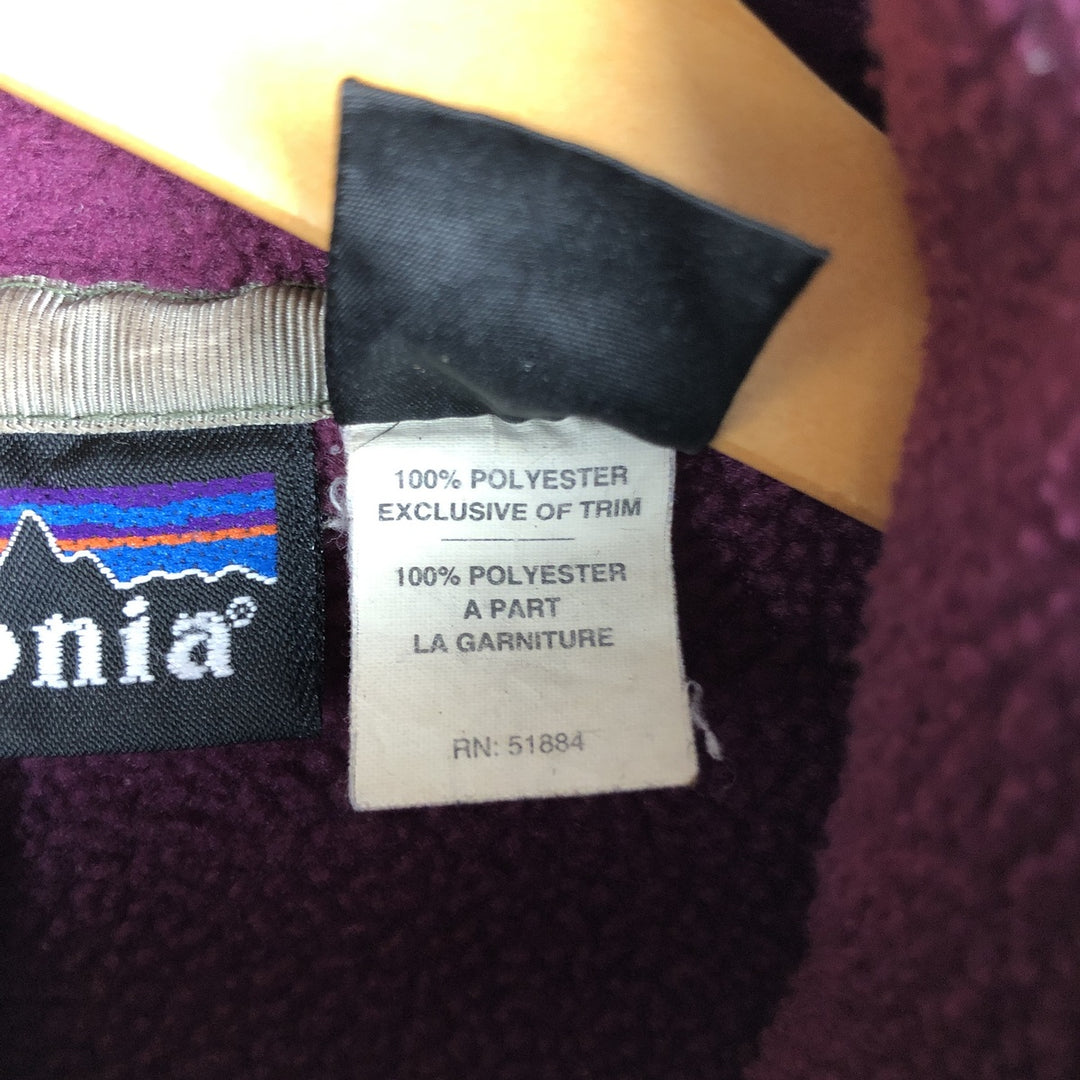 onia®
100% POLYESTER
EXCLUSIVE OF TRIM
100% POLYESTER
A PART
LA GARNITURE
RN: 51884